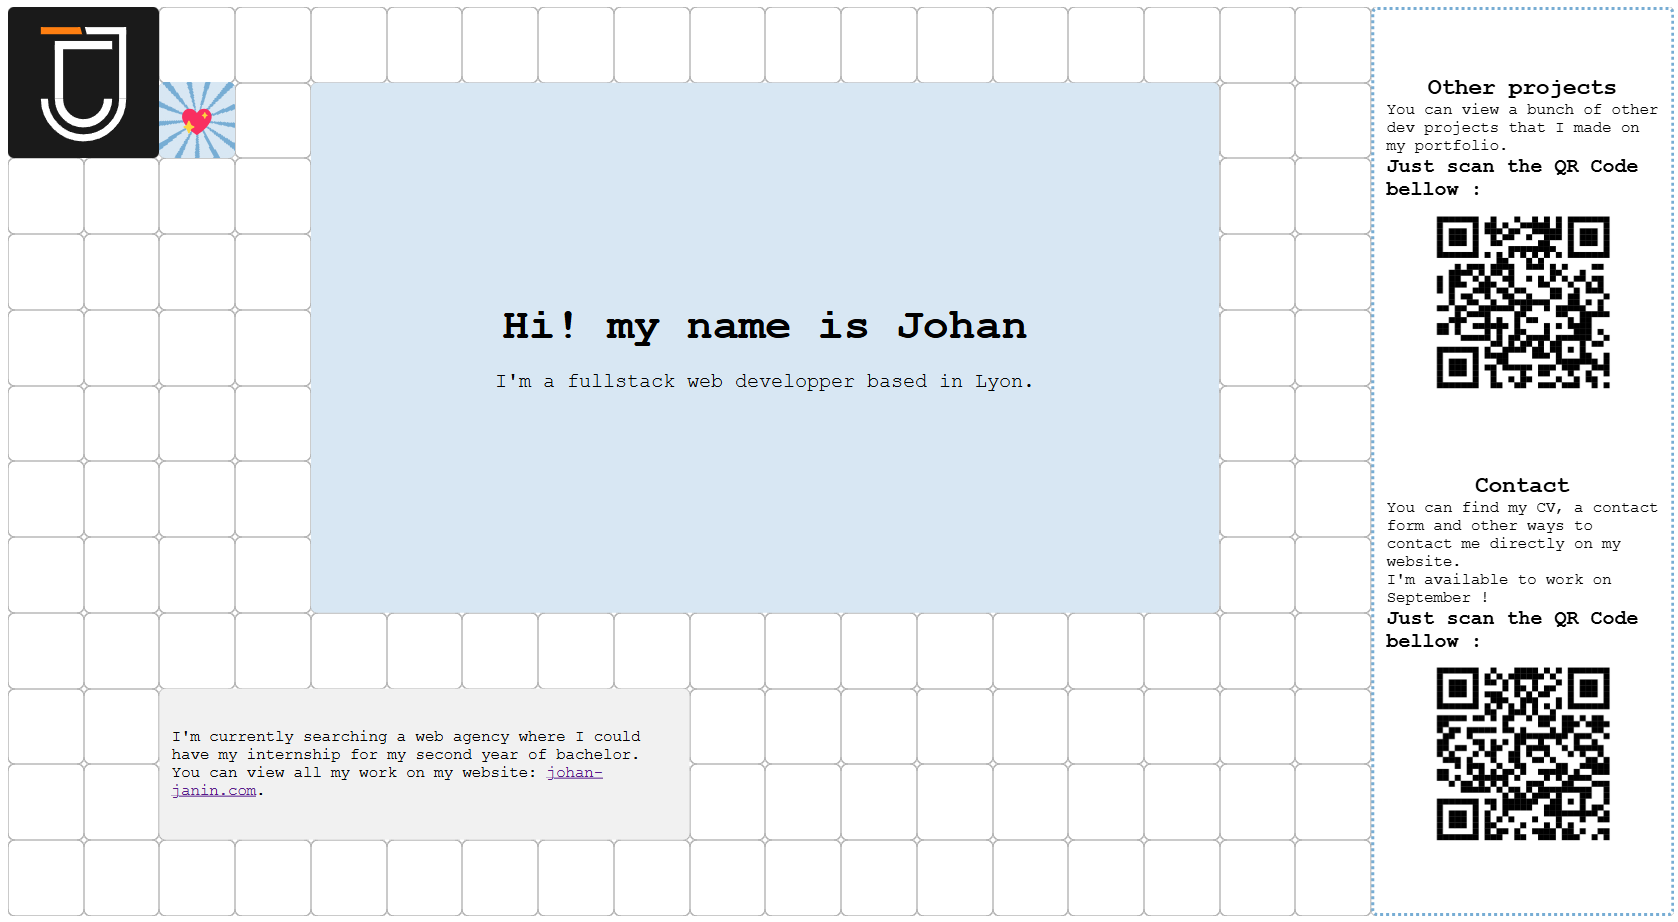 Hi! my name is Johan
I'm a fullstack web developper based in Lyon.
I'm currently searching a web agency where I could
have my internship for my second year of bachelor.
You can view all my work on my website: johan-
janin.com.
Other projects
You can view a bunch of other
dev projects that I made on
my portfolio.
Just scan the QR Code
bellow :
Contact
You can find my CV, a contact
form and other ways to
contact me directly on my
website.
I'm available to work on
September !
Just scan the QR Code
bellow :